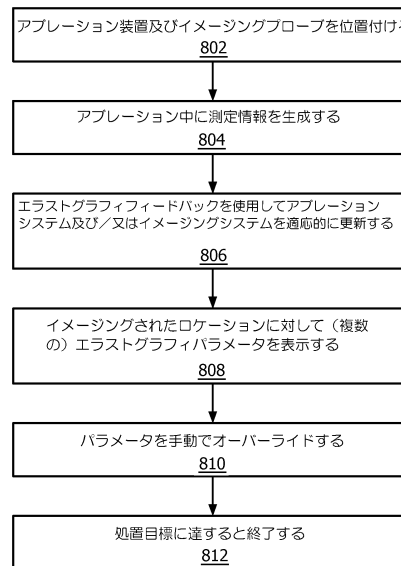 アブレーション装置及びイメージングプローブを位置付ける
802
アブレーション中に測定情報を生成する
804
エラストグラフィフィードバックを使用してアブレーション
システム及び／又はイメージングシステムを適応的に更新する
806
イメージングされたロケーションに対して（複数
の）エラストグラフィパラメータを表示する
808
パラメータを手動でオーバーライドする
810
処置目標に達すると終了する
812